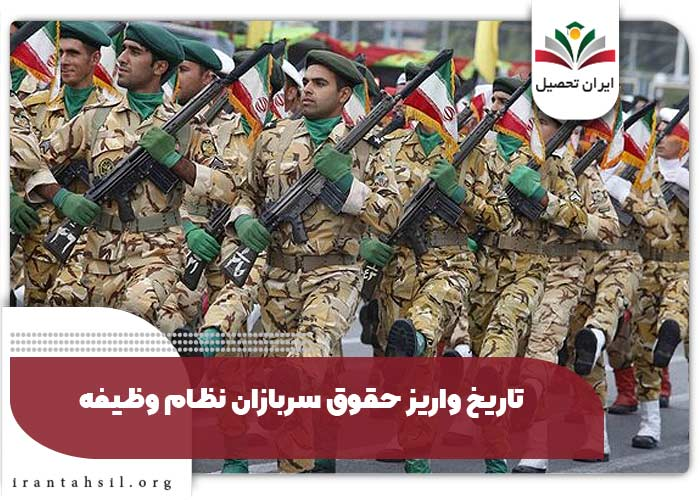 ایران تحصیل
تاریخ واریز حقوق سربازان نظام وظیفه
irantahsil.org